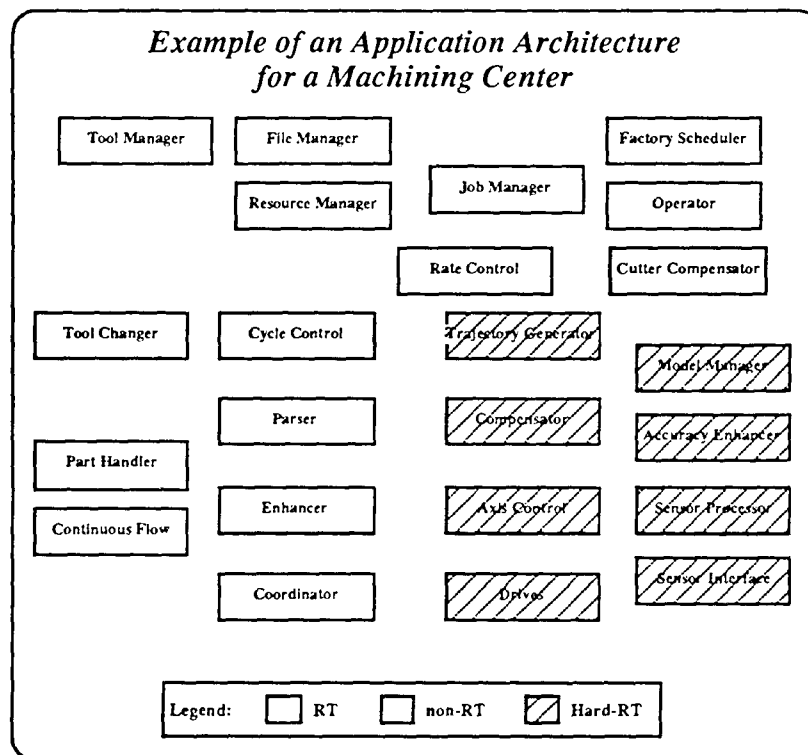 Example of an Application Architecture
for a Machining Center
Tool Manager
File Manager
Factory Scheduler
Job Manager
Resource Manager
Operator
Rate Control
Cutter Compensator
Tool Changer
Cycle Control
Trajectory Generator
Model Manager
Parser
Compensator
Accuracy Enhancer
Part Handler
Enhancer
Axis Control
Sensor Processor
Continuous Flow
Coordinator
Drives
Sensor Interface
Legend: RT non-RT Hard-RT